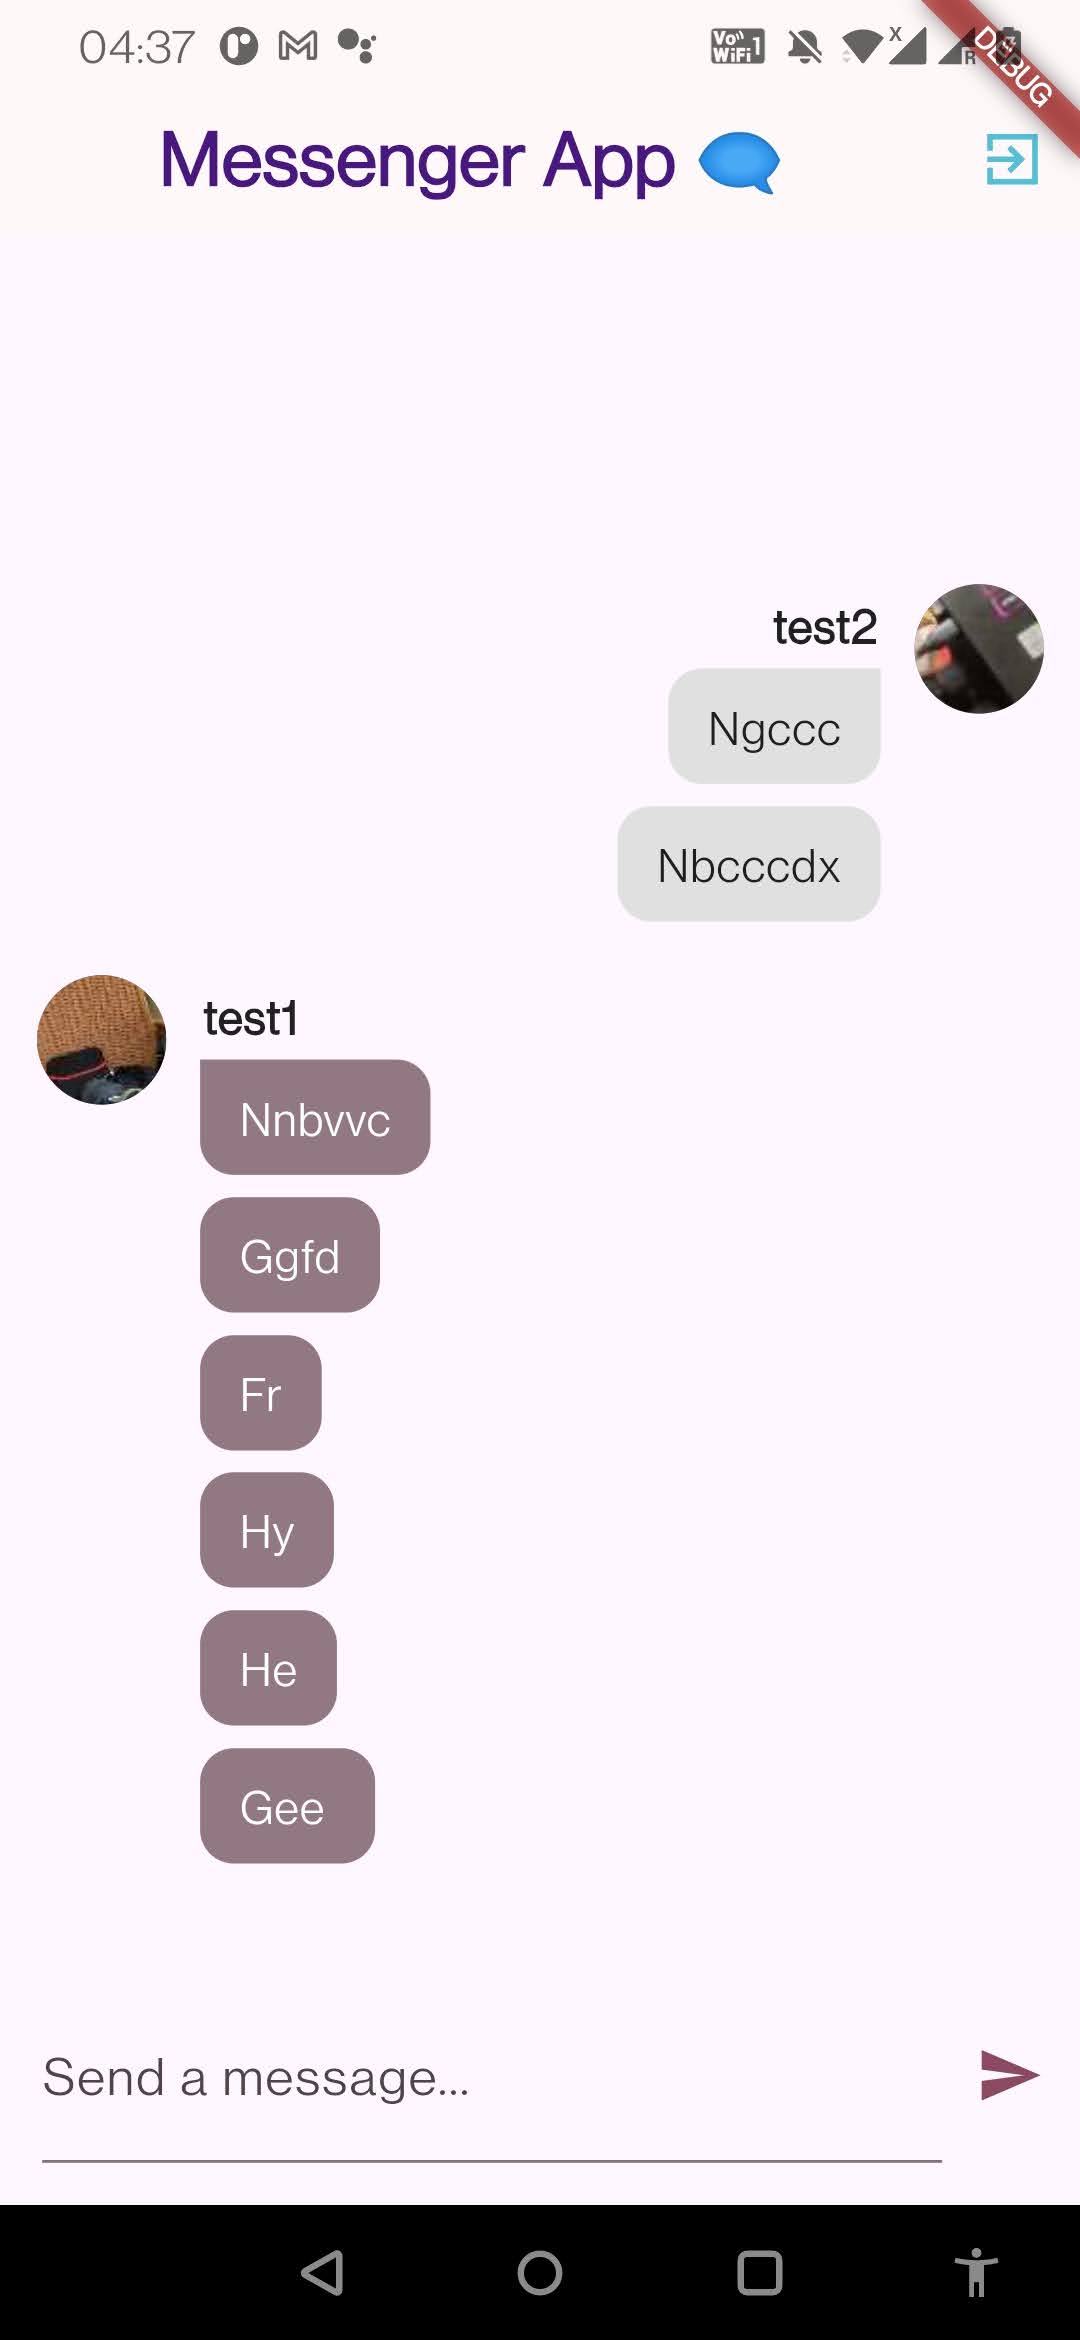 04:37
Vo)) WiFi 1
X
R
DEBUG
Messenger App
test2
Ngccc
Nbcccdx
test1
Nnbvvc
Ggfd
Fr
Hy
He
Gee
Send a message...